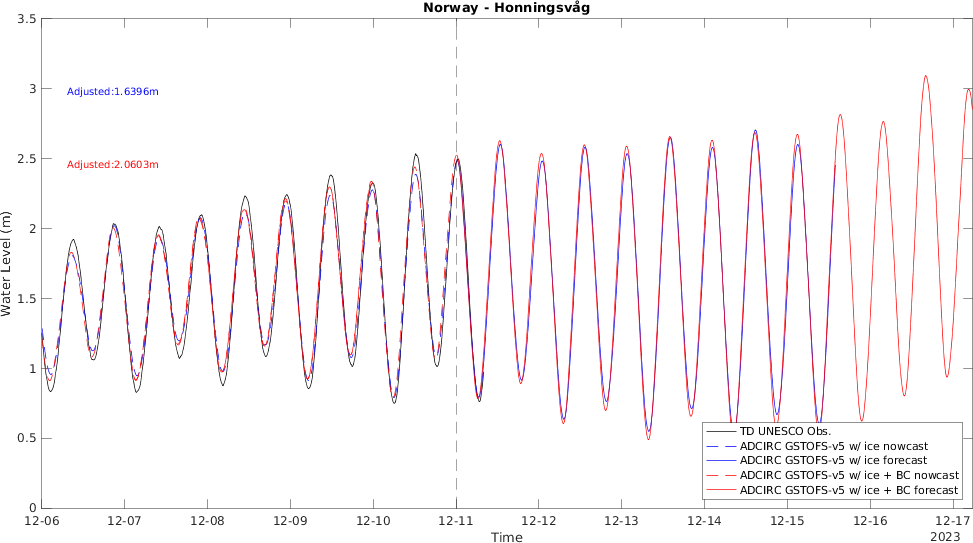 Norway - Honningsvåg
3.5
3
2.5
2
1.5
1
0.5
0
Water Level (m)
Adjusted:1.6396m
Adjusted:2.0603m
TD UNESCO Obs.
ADCIRC GSTOFS-v5 w/ ice nowcast
ADCIRC GSTOFS-v5 w/ ice forecast
ADCIRC GSTOFS-v5 w/ ice + BC nowcast
ADCIRC GSTOFS-v5 w/ ice + BC forecast
12-06 12-07 12-08 12-09 12-10 12-11 12-12 12-13 12-14 12-15 12-16 12-17
Time
2023